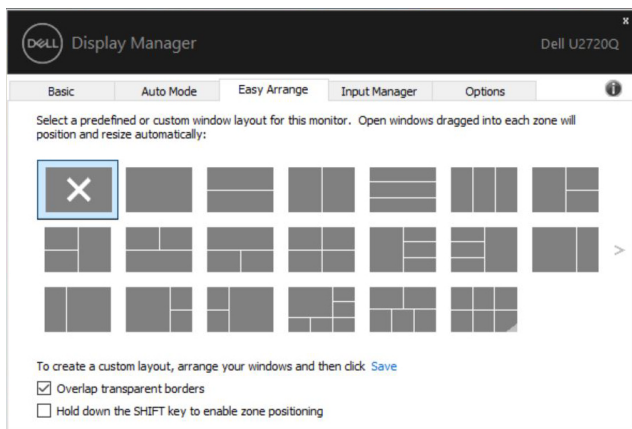 x
DELL Display Manager Dell U2720Q
Basic Auto Mode Easy Arrange Input Manager Options
Select a predefined or custom window layout for this monitor. Open windows dragged into each zone will
position and resize automatically:
To create a custom layout, arrange your windows and then click Save
Overlap transparent borders
Hold down the SHIFT key to enable zone positioning